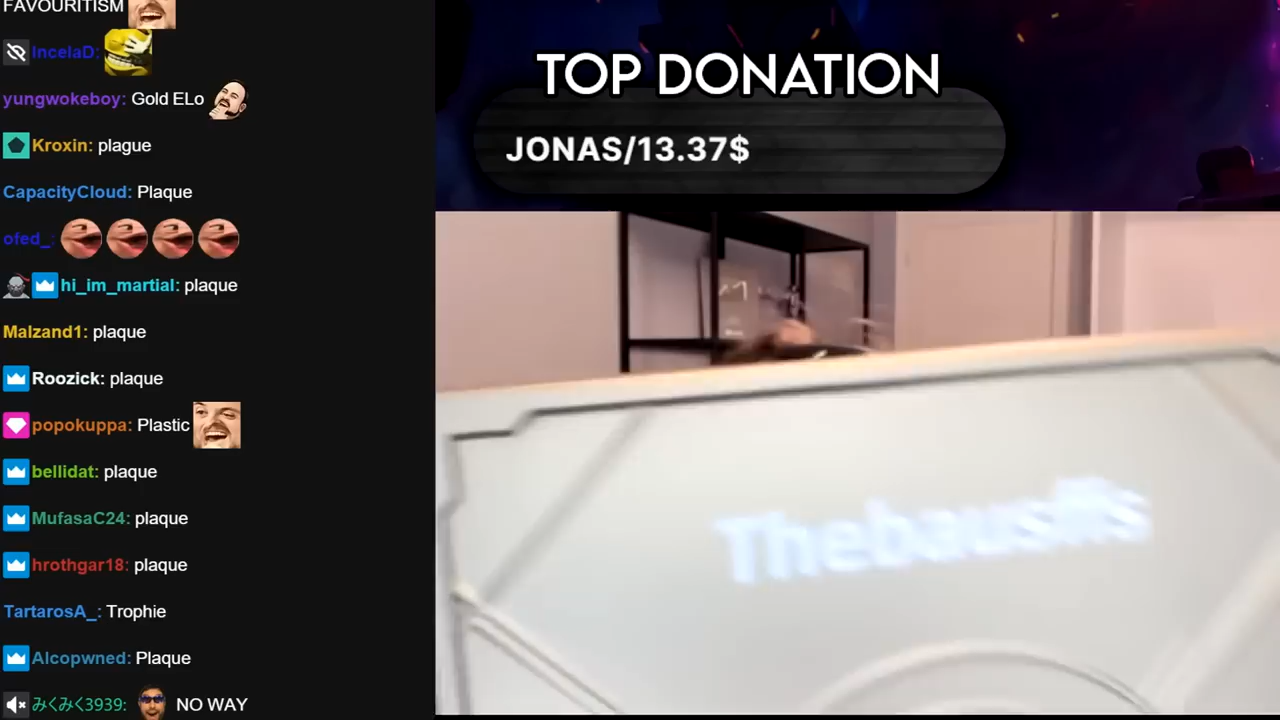 FAVOURITISM
IncelaD:
yungwokeboy: Gold ELo
Kroxin: plague
CapacityCloud: Plaque
ofed_:
hi_im_martial: plaque
Malzand1: plaque
Roozick: plaque
popokuppa: Plastic
bellidat: plaque
MufasaC24: plaque
hrothgar18: plaque
TartarosA_: Trophie
Alcopwned: Plaque
みくみく3939: NO WAY
TOP DONATION
JONAS/13.37$
Thebausffs